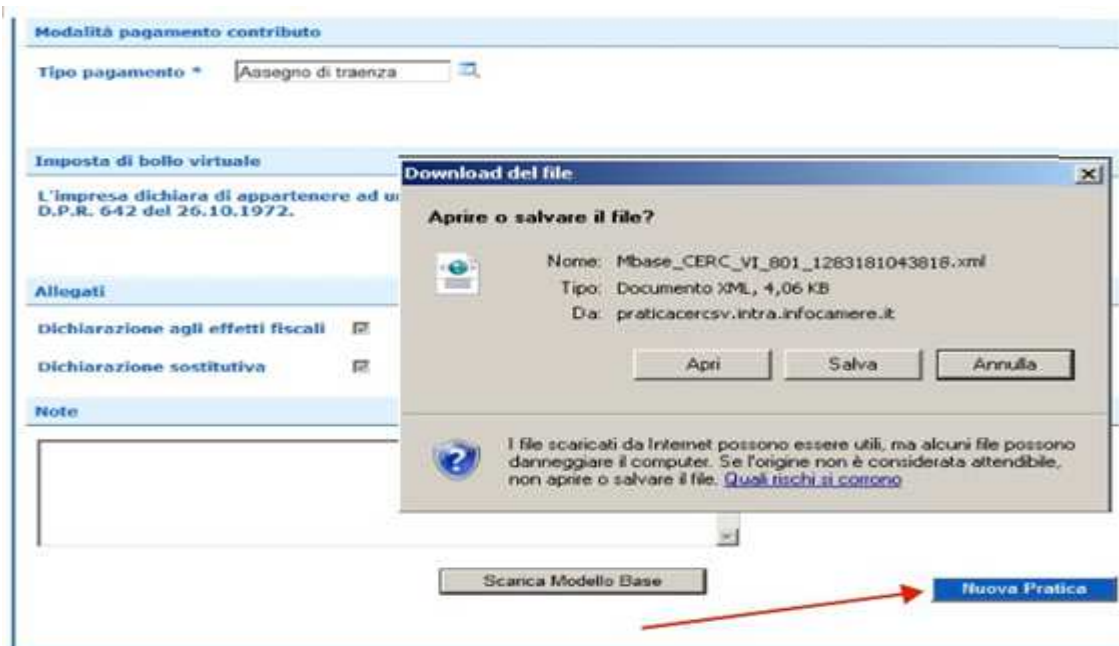 Modalità pagamento contributo
Tipo pagamento * Assegno di traenza
Imposta di bollo virtuale
L'impresa dichiara di appartenere ad
D.P.R. 642 del 26.10.1972.
Download del file
Aprire o salvare il file?
Nome: Mbase_CERC_VI_801_1283181043818.xml
Tipo: Documento XML, 4,06 KB
Da: praticacercsv.intra.infocamere.it
Apri Salva Annulla
I file scaricati da Internet possono essere utili, ma alcuni file possono
danneggiare il computer. Se l'origine non è considerata attendibile,
non aprire o salvare il file. Quali rischi si corrono
Allegati
Dichiarazione agli effetti fiscali
Dichiarazione sostitutiva
Note
Scarica Modello Base
Nuova Pratica